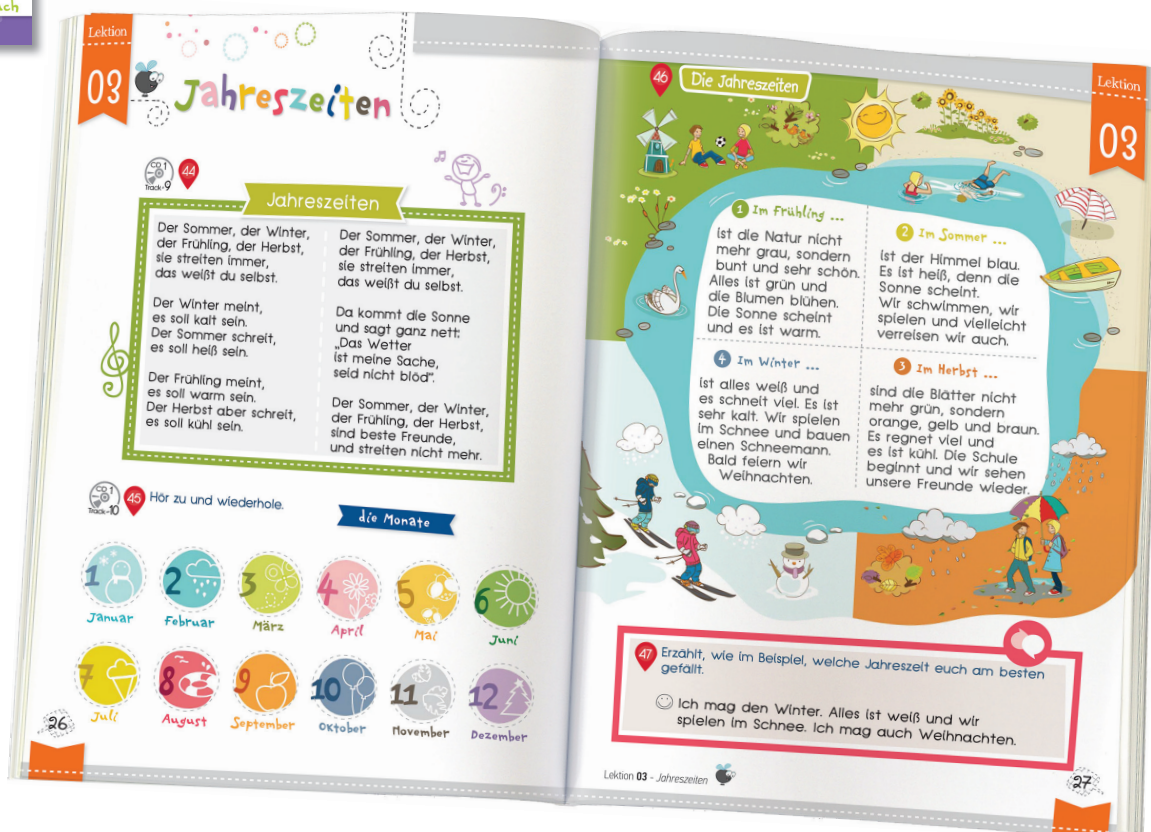 ach
Lektion
03
Jahreszeiten
CD 1
Track-9
44
Jahreszeiten
Der Sommer, der Winter,
der Frühling, der Herbst,
sie streiten immer,
das weißt du selbst.
Der Winter meint,
es soll kalt sein.
Der Sommer schreit,
es soll heiß sein.
Der Frühling meint,
es soll warm sein.
Der Herbst aber schreit,
es soll kühl sein.
Der Sommer, der Winter,
der Frühling, der Herbst,
sie streiten immer,
das weißt du selbst.
Da kommt die Sonne
und sagt ganz nett:
„Das Wetter
ist meine Sache,
seid nicht blöd”.
Der Sommer, der Winter,
der Frühling, der Herbst,
sind beste Freunde,
und streiten nicht mehr.
CD 1
Track-10
45
Hör zu und wiederhole.
die Monate
1
Januar
2
Februar
3
März
4
April
5
Mai
6
Juni
7
Juli
8
August
9
September
10
Oktober
11
November
12
Dezember
26
46
Die Jahreszeiten
Lektion
03
1 Im Frühling ...
ist die Natur nicht
mehr grau, sondern
bunt und sehr schön.
Alles ist grün und
die Blumen blühen.
Die Sonne scheint
und es ist warm.
2 Im Sommer ...
ist der Himmel blau.
Es ist heiß, denn die
Sonne scheint.
Wir schwimmen, wir
spielen und vielleicht
verreisen wir auch.
4 Im Winter ...
ist alles weiß und
es schneit viel. Es ist
sehr kalt. Wir spielen
im Schnee und bauen
einen Schneemann.
Bald feiern wir
Weihnachten.
3 Im Herbst ...
sind die Blätter nicht
mehr grün, sondern
orange, gelb und braun.
Es regnet viel und
es ist kühl. Die Schule
beginnt und wir sehen
unsere Freunde wieder.
47
Erzählt, wie im Beispiel, welche Jahreszeit euch am besten
gefällt.
Ich mag den Winter. Alles ist weiß und wir
spielen im Schnee. Ich mag auch Weihnachten.
Lektion 03 - Jahreszeiten
27